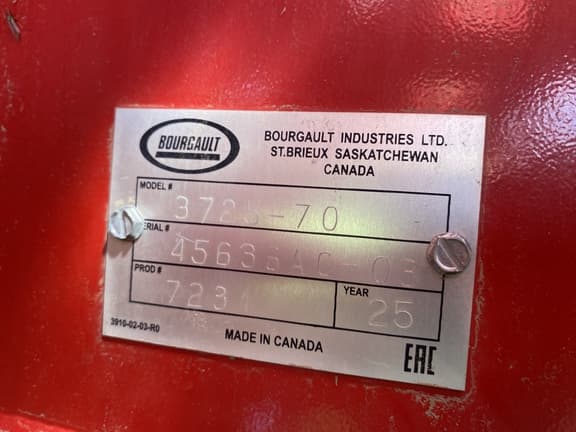 BOURGAULT
BOURGAULT INDUSTRIES LTD.
ST.BRIEUX SASKATCHEWAN
CANADA
MODEL #
ERIAL #
PROD #
YEAR
25
3910-02-03-R0
MADE IN CANADA
EAC